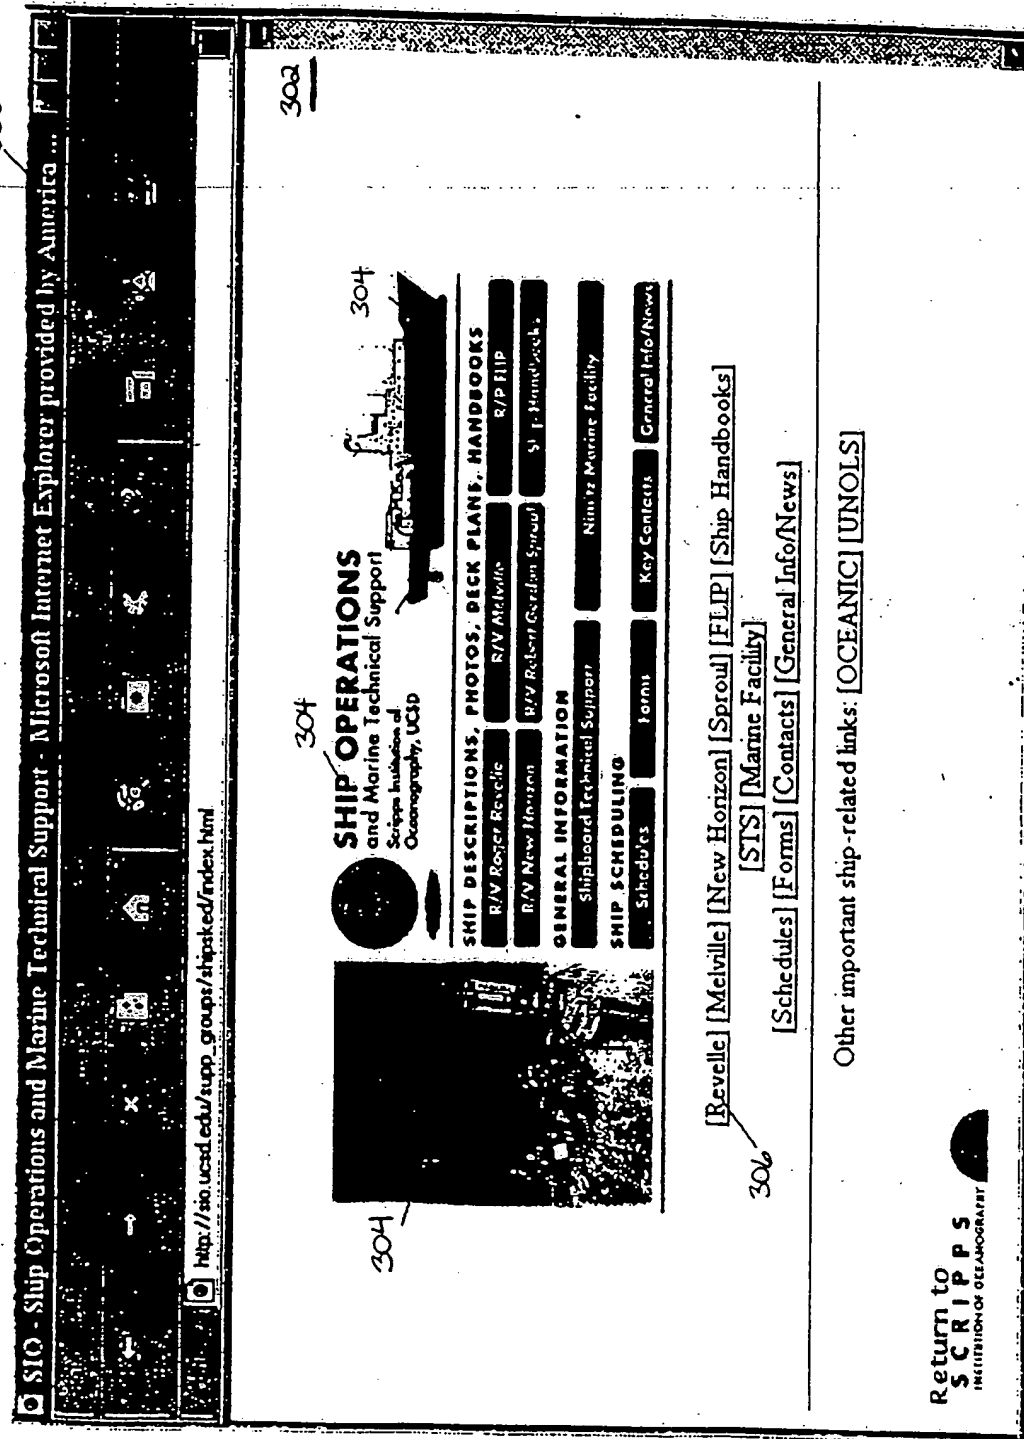 SIO - Ship Operations and Marine Technical Support - Microsoft Internet Explorer provided by America ...
http://sio.ucsd.edu/supp_groups/shipsked/index.html
302
304
304
304
SHIP OPERATIONS
and Marine Technical Support
Scripps Institution of
Oceanography, UCSD
SHIP DESCRIPTIONS, PHOTOS, DECK PLANS, HANDBOOKS
R/V Roger Revelle R/V Melville R/P FLIP
R/V New Horizon R/V Robert Gordon Sproul Ship Handbooks
GENERAL INFORMATION
Shipboard Technical Support Nimitz Marine Facility
SHIP SCHEDULING
Schedules Forms Key Contacts General Info/News
[Revelle] [Melville] [New Horizon] [Sproul] [FLIP] [Ship Handbooks]
[STS] [Marine Facility]
[Schedules] [Forms] [Contacts] [General Info/News]
306
Other important ship-related links: [OCEANIC] [UNOLS]
Return to
SCRIPPS
INSTITUTION OF OCEANOGRAPHY